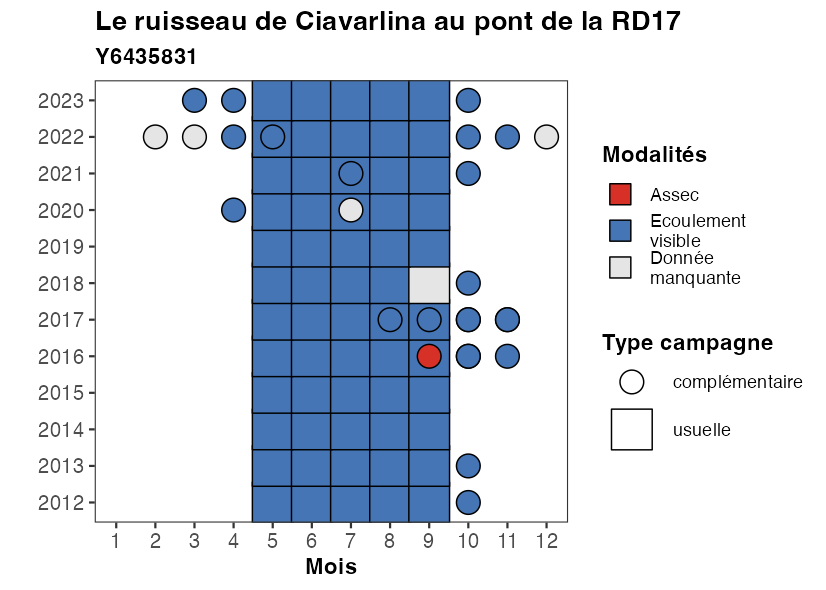 Le ruisseau de Ciavarlina au pont de la RD17
Y6435831
2023
2022
2021
2020
2019
2018
2017
2016
2015
2014
2013
2012
1 2 3 4 5 6 7 8 9 10 11 12
Mois
Modalités
Assec
Ecoulement
visible
Donnée
manquante
Type campagne
complémentaire
usuelle